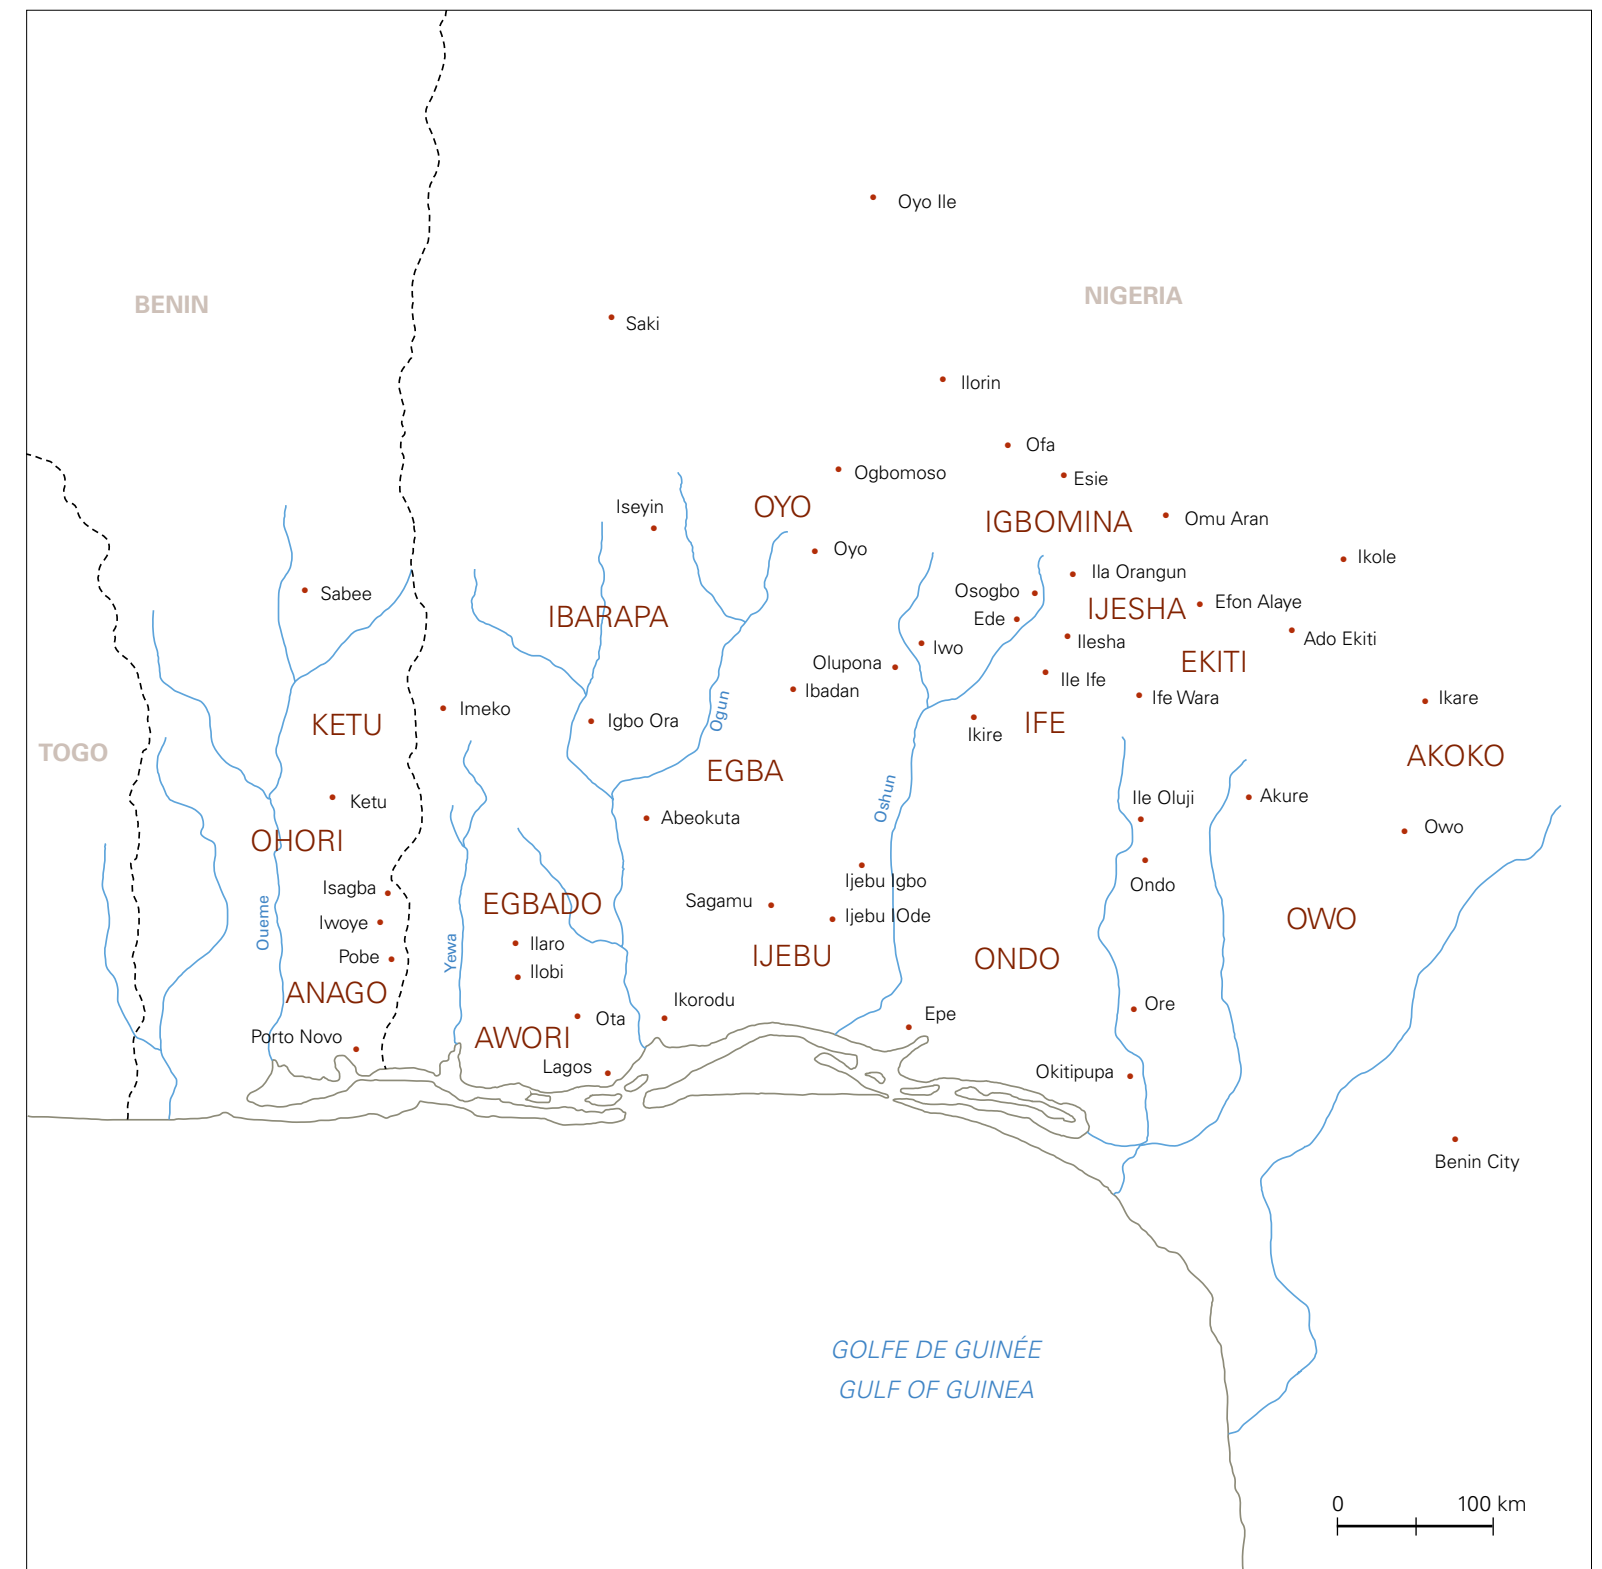 Oyo Ile
NIGERIA
BENIN
Saki
Ilorin
Ofa
Ogbomoso
Esie
Iseyin
OYO
IGBOMINA
Omu Aran
Oyo
Ikole
Ila Orangun
Osogbo
Sabee
Efon Alaye
IJESHA
IBARAPA
Ede
Ado Ekiti
Ilesha
Iwo
Olupona
EKITI
Ile Ife
Ibadan
Ife Wara
Ikare
Imeko
Ogun
Igbo Ora
KETU
IFE
Ikire
TOGO
AKOKO
EGBA
Ile Oluji
Akure
Oshun
Ketu
Abeokuta
Owo
OHORI
Ijebu Igbo
Ondo
Isagba
Sagamu
EGBADO
Ijebu IOde
OWO
Iwoye
Oueme
Ilaro
Yewa
Pobe
IJEBU
ONDO
Ilobi
ANAGO
Ikorodu
Ore
Epe
Ota
Porto Novo
AWORI
Lagos
Okitipupa
Benin City
GOLFE DE GUINÉE
GULF OF GUINEA
0 100 km